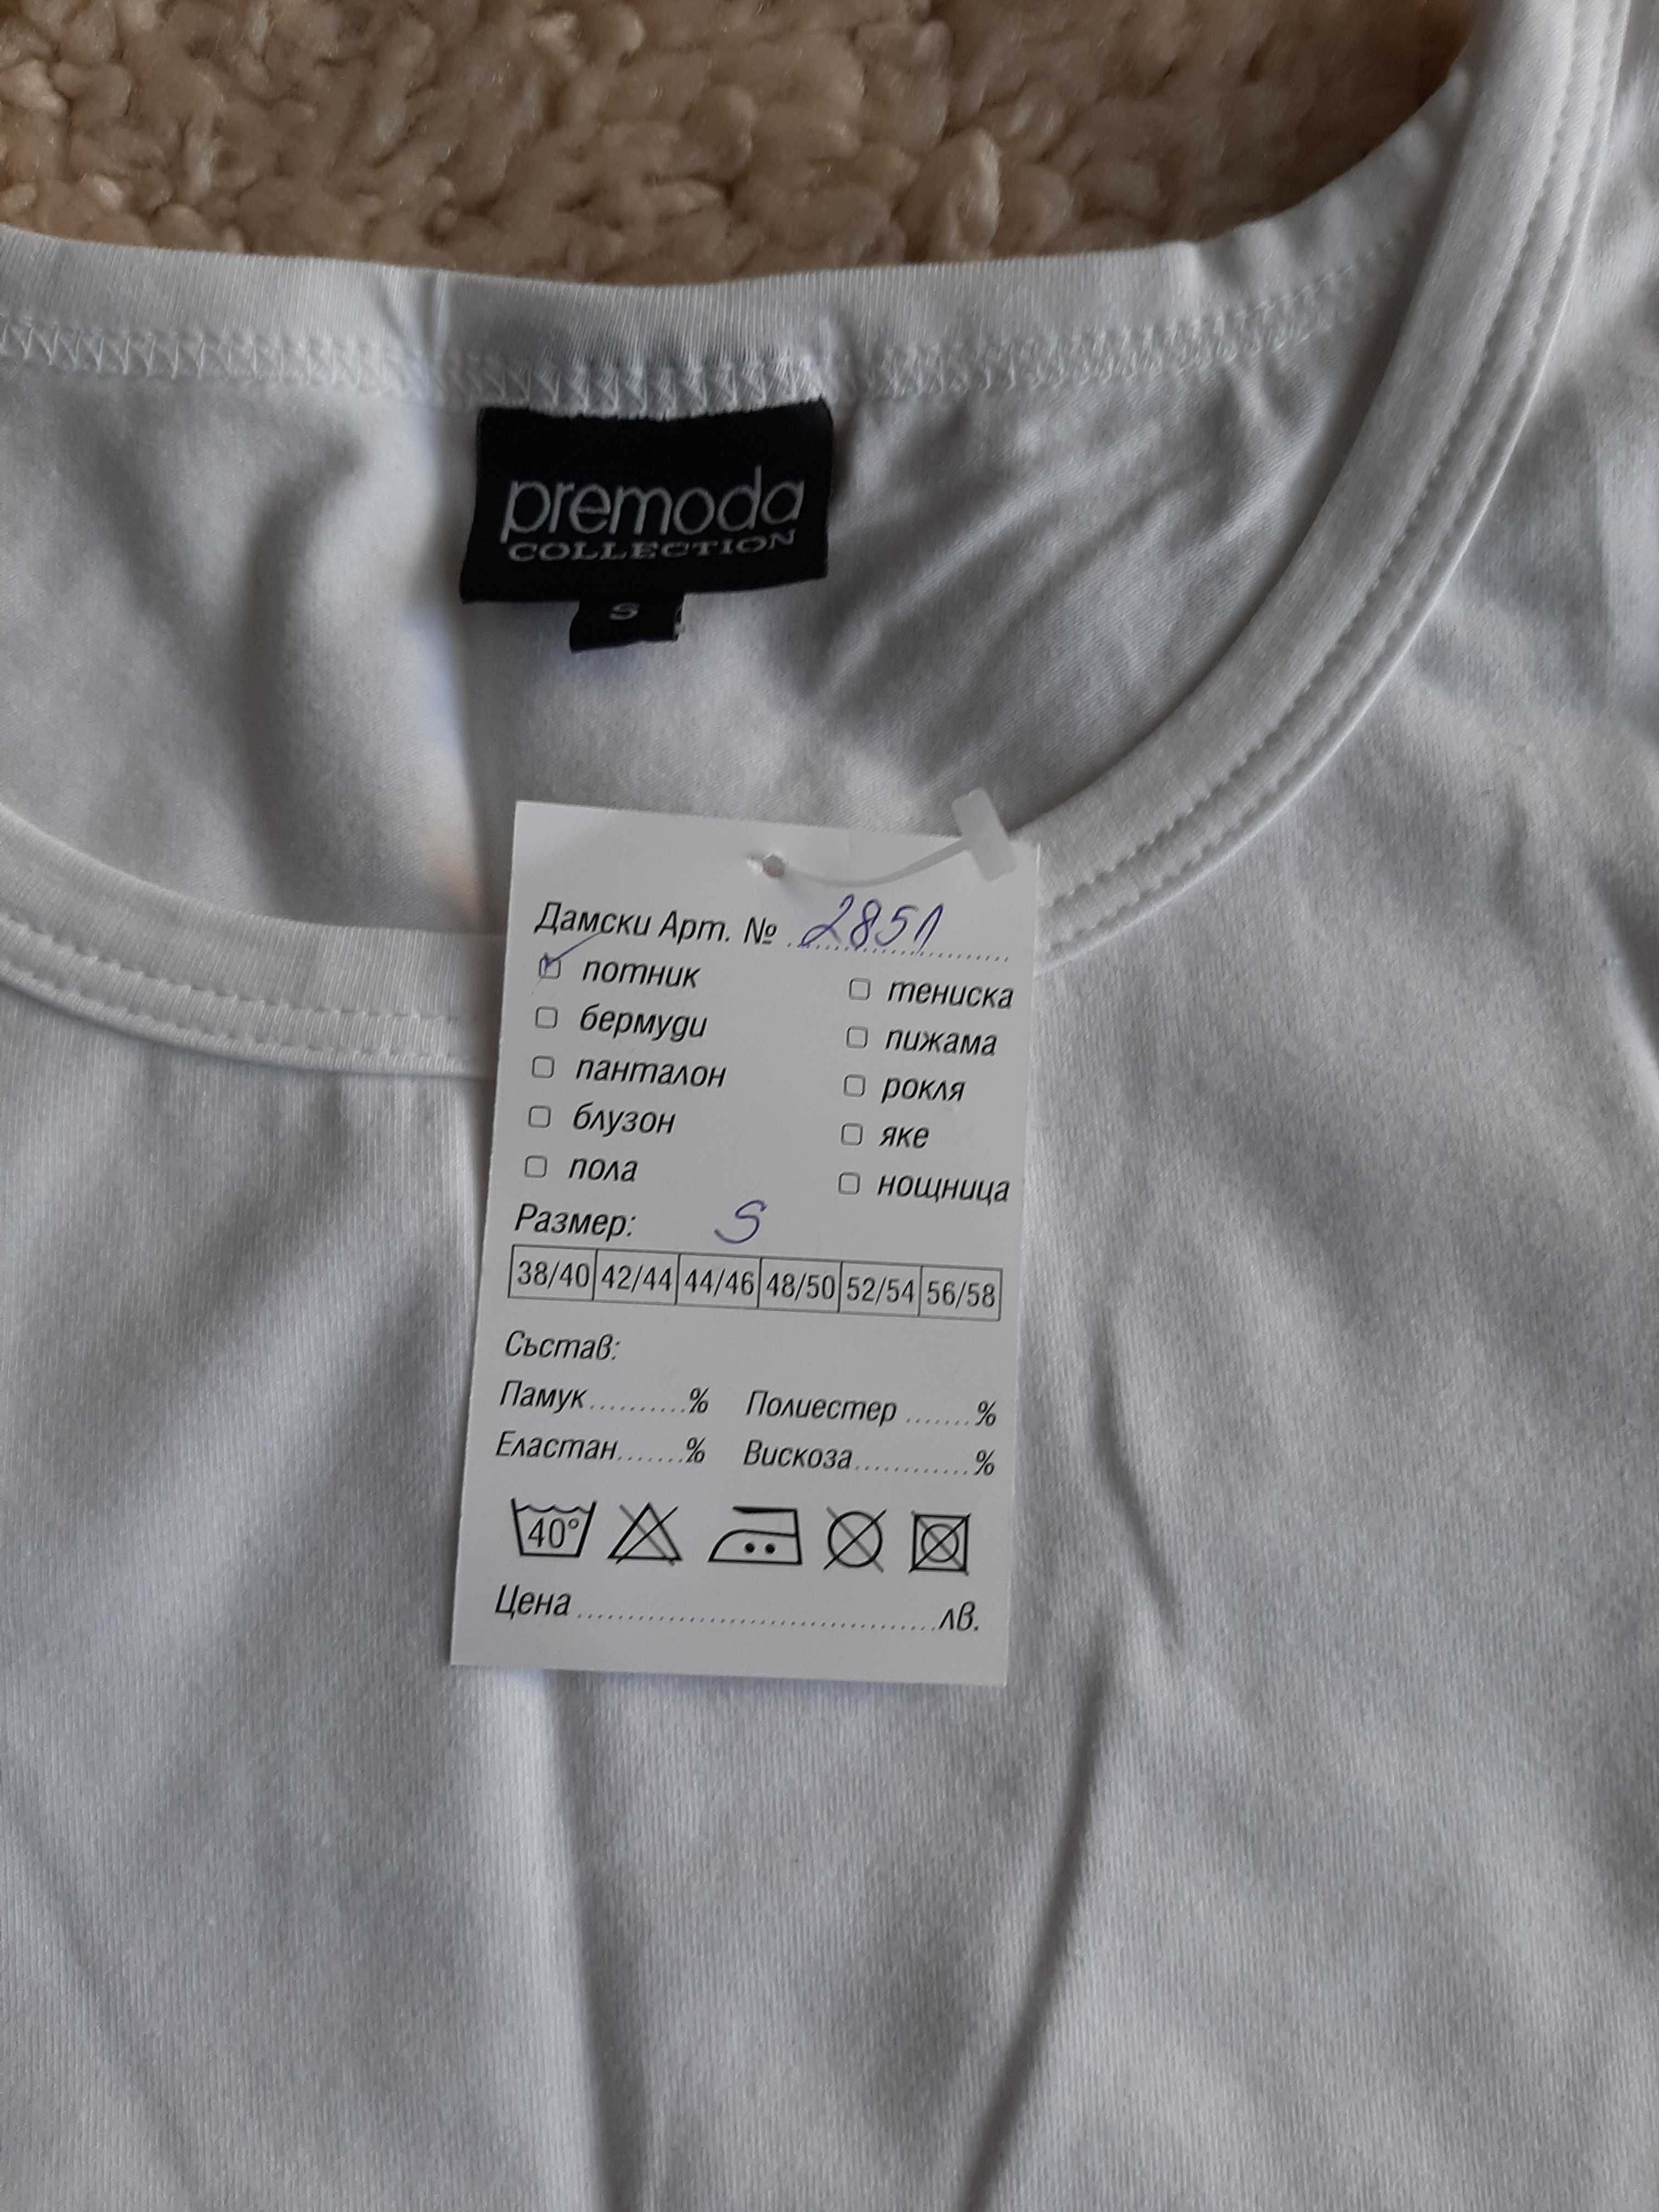 premoda
COLLECTION
S
Дамски Арт. № 2851
потник
тениска
бермуди
пижама
панталон
рокля
блузон
яке
пола
нощница
Размер: S
38/40 42/44 44/46 48/50 52/54 56/58
Състав:
Памук..........% Полиестер.......%
Еластан.......% Вискоза............%
40°
Цена....................................лв.